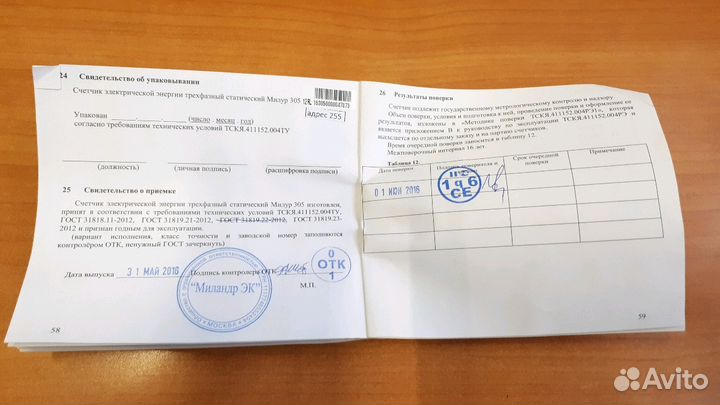 24 Свидетельство об упаковывании
Счетчик электрической энергии трехфазный статический Милур 305
[адрес 255]
Упакован
(число месяц год)
согласно требованиям технических условий ТСКЯ.411152.004ТУ
(должность) (личная подпись) (расшифровка подписи)
25 Свидетельство о приемке
Счетчик электрической энергии трехфазный статический Милур 305 изготовлен,
принят в соответствии с требованиями технических условий ТСКЯ.411152.004ТУ,
ГОСТ 31818.11-2012, ГОСТ 31819.21-2012, ГОСТ 31819.22-2012, ГОСТ 31819.23-
2012 и признан годным для эксплуатации.
(вариант исполнения, класс точности и заводской номер заполняются
контролёром ОТК, ненужный ГОСТ зачеркнуть)
Дата выпуска 31 МАЙ 2016 Подпись контролера ОТК
0
ОТК
1
М.П.
"Миландр ЭК"
МОСКВА
58
26 Результаты поверки
Счетчик подлежит государственному метрологическому контролю и надзору
Объем поверки, условия и подготовка к ней, проведение поверки и оформление ее
результатов, изложены в «Методике поверки ТСКЯ.411152.004РЭ1», которая
является приложением В к руководству по эксплуатации ТСКЯ.411152.004РЭ и
высылается по отдельному заказу и на партию счетчиков.
Время очередной поверки заносится в таблицу 12.
Межповерочный интервал 16 лет.
Таблица 12.
Дата поверки Подпись поверителя и Срок очередной поверки Примечание
01 ИЮН 2016
СЕ
59
Avito